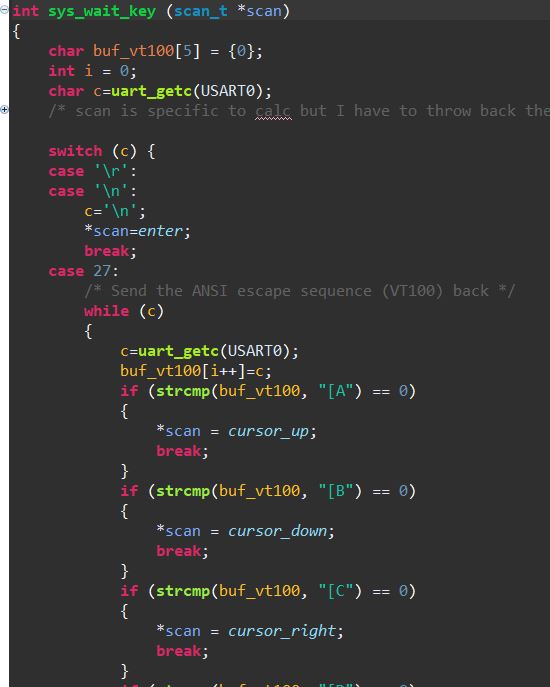 int sys_wait_key (scan_t *scan)
{
    char buf_vt100[5] = {0};
    int i = 0;
    char c=uart_getc(USART0);
    /* scan is specific to calc but I have to throw back the
    switch (c) {
    case '\r':
    case '\n':
        c='\n';
        *scan=enter;
        break;
    case 27:
        /* Send the ANSI escape sequence (VT100) back */
        while (c)
        {
            c=uart_getc(USART0);
            buf_vt100[i++]=c;
            if (strcmp(buf_vt100, "[A") == 0)
            {
                *scan = cursor_up;
                break;
            }
            if (strcmp(buf_vt100, "[B") == 0)
            {
                *scan = cursor_down;
                break;
            }
            if (strcmp(buf_vt100, "[C") == 0)
            {
                *scan = cursor_right;
                break;
            }